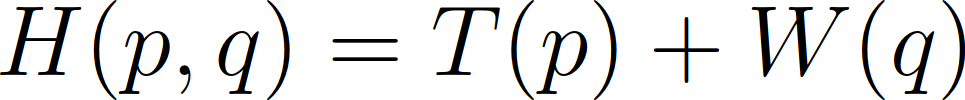 H(p, q) = T(p) + W(q)